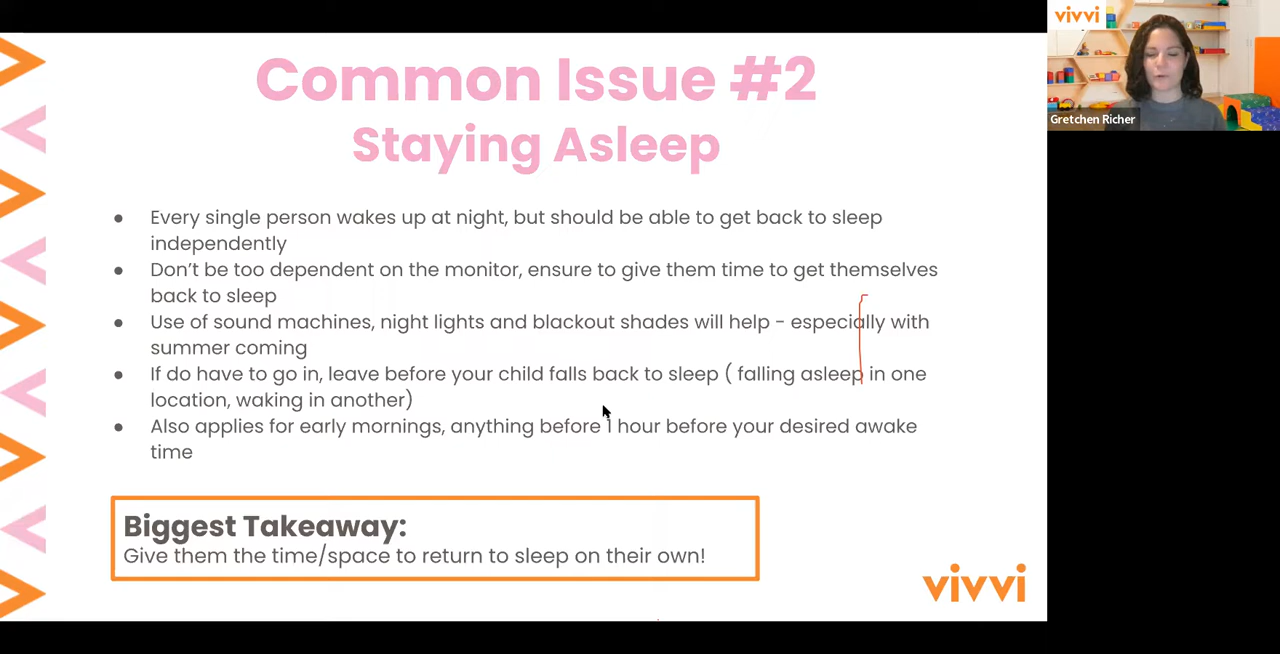 Common Issue #2
Staying Asleep
● Every single person wakes up at night, but should be able to get back to sleep
independently
● Don't be too dependent on the monitor, ensure to give them time to get themselves
back to sleep
● Use of sound machines, night lights and blackout shades will help - especially with
summer coming
● If do have to go in, leave before your child falls back to sleep ( falling asleep in one
location, waking in another)
● Also applies for early mornings, anything before 1 hour before your desired awake
time
Biggest Takeaway:
Give them the time/space to return to sleep on their own!
vivvi
vivvi
Gretchen Richer